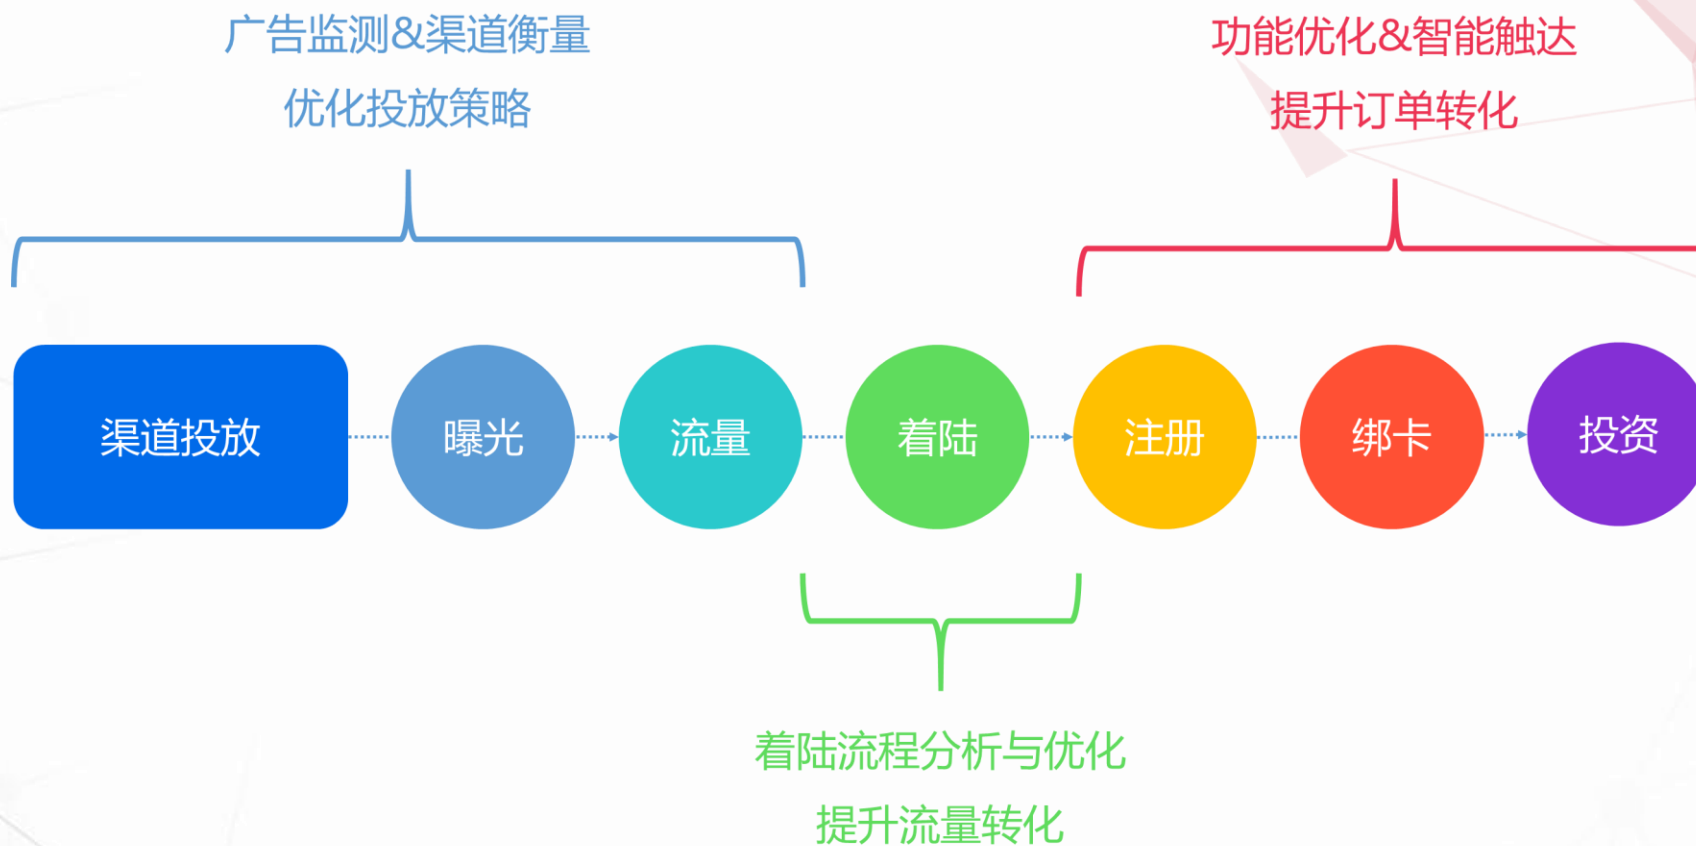 广告监测&渠道衡量
优化投放策略
功能优化&智能触达
提升订单转化
渠道投放
曝光
流量
着陆
注册
绑卡
投资
着陆流程分析与优化
提升流量转化